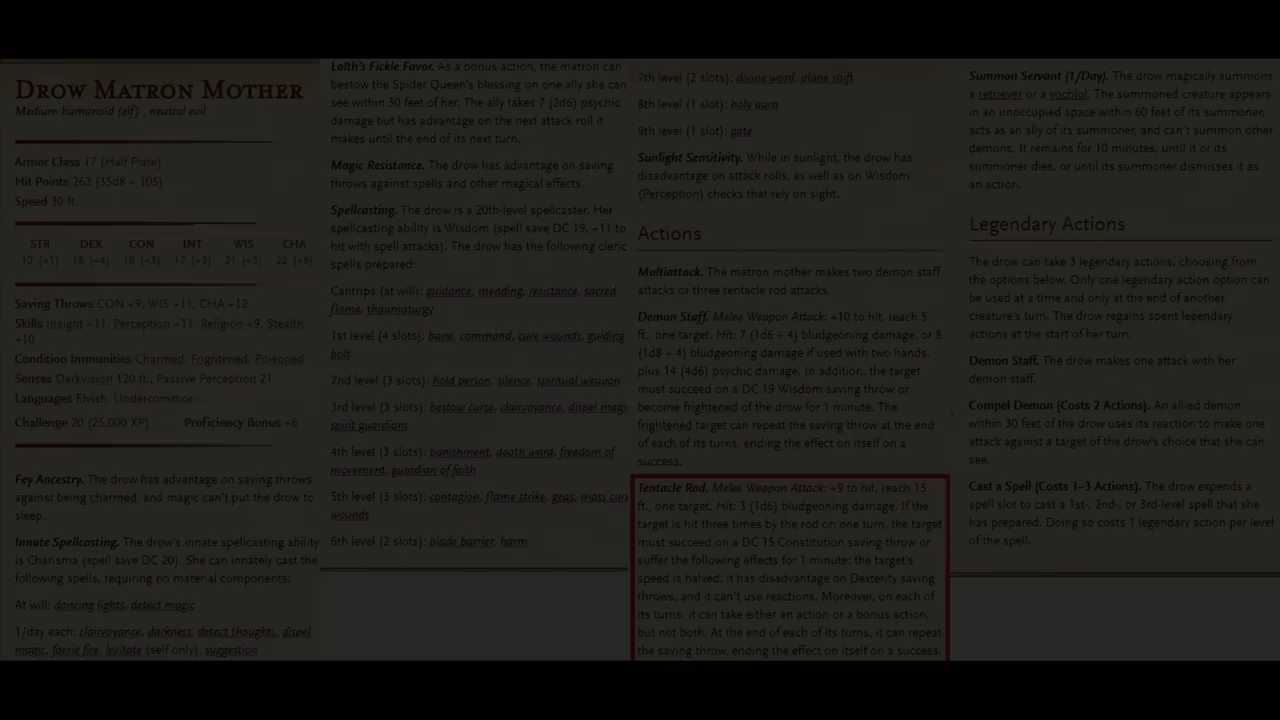 Drow Matron Mother
Medium humanoid (elf) , neutral evil
Armor Class 17 (Half Plate)
Hit Points 262 (35d8 + 105)
Speed 30 ft.
STR DEX CON INT WIS CHA
12 (+1) 18 (+4) 16 (+3) 17 (+3) 21 (+5) 22 (+6)
Saving Throws CON +9, WIS +11, CHA +12
Skills Insight +11, Perception +11, Religion +9, Stealth
+10
Condition Immunities Charmed, Frightened, Poisoned
Senses Darkvision 120 ft., Passive Perception 21
Languages Elvish, Undercommon
Challenge 20 (25,000 XP) Proficiency Bonus +6
Fey Ancestry. The drow has advantage on saving throws
against being charmed, and magic can't put the drow to
sleep.
Innate Spellcasting. The drow's innate spellcasting ability
is Charisma (spell save DC 20). She can innately cast the
following spells, requiring no material components:
At will: dancing lights, detect magic
1/day each: clairvoyance, darkness, detect thoughts, dispel
magic, faerie fire, levitate (self only), suggestion
Lolth's Fickle Favor. As a bonus action, the matron can
bestow the Spider Queen's blessing on one ally she can
see within 30 feet of her. The ally takes 7 (2d6) psychic
damage but has advantage on the next attack roll it
makes until the end of its next turn.
Magic Resistance. The drow has advantage on saving
throws against spells and other magical effects.
Spellcasting. The drow is a 20th-level spellcaster. Her
spellcasting ability is Wisdom (spell save DC 19, +11 to
hit with spell attacks). The drow has the following cleric
spells prepared:
Cantrips (at will): guidance, mending, resistance, sacred
flame, thaumaturgy
1st level (4 slots): bane, command, cure wounds, guiding
bolt
2nd level (3 slots): hold person, silence, spiritual weapon
3rd level (3 slots): bestow curse, clairvoyance, dispel magic
spirit guardians
4th level (3 slots): banishment, death ward, freedom of
movement, guardian of faith
5th level (3 slots): contagion, flame strike, geas, mass cure
wounds
6th level (2 slots): blade barrier, harm
7th level (2 slots): divine word, plane shift
8th level (1 slot): holy aura
9th level (1 slot): gate
Sunlight Sensitivity. While in sunlight, the drow has
disadvantage on attack rolls, as well as on Wisdom
(Perception) checks that rely on sight.
Actions
Multiattack. The matron mother makes two demon staff
attacks or three tentacle rod attacks.
Demon Staff. Melee Weapon Attack: +10 to hit, reach 5
ft., one target. Hit: 7 (1d6 + 4) bludgeoning damage, or 8
(1d8 + 4) bludgeoning damage if used with two hands,
plus 14 (4d6) psychic damage. In addition, the target
must succeed on a DC 19 Wisdom saving throw or
become frightened of the drow for 1 minute. The
frightened target can repeat the saving throw at the end
of each of its turns, ending the effect on itself on a
success.
Tentacle Rod. Melee Weapon Attack: +9 to hit, reach 15
ft., one target. Hit: 3 (1d6) bludgeoning damage. If the
target is hit three times by the rod on one turn, the target
must succeed on a DC 15 Constitution saving throw or
suffer the following effects for 1 minute: the target's
speed is halved, it has disadvantage on Dexterity saving
throws, and it can't use reactions. Moreover, on each of
its turns, it can take either an action or a bonus action,
but not both. At the end of each of its turns, it can repeat
the saving throw, ending the effect on itself on a success.
Summon Servant (1/Day). The drow magically summons
a retriever or a yochlol. The summoned creature appears
in an unoccupied space within 60 feet of its summoner,
acts as an ally of its summoner, and can't summon other
demons. It remains for 10 minutes, until it or its
summoner dies, or until its summoner dismisses it as
an action.
Legendary Actions
The drow can take 3 legendary actions, choosing from
the options below. Only one legendary action option can
be used at a time and only at the end of another
creature's turn. The drow regains spent legendary
actions at the start of her turn.
Demon Staff. The drow makes one attack with her
demon staff.
Compel Demon (Costs 2 Actions). An allied demon
within 30 feet of the drow uses its reaction to make one
attack against a target of the drow's choice that she can
see.
Cast a Spell (Costs 1–3 Actions). The drow expends a
spell slot to cast a 1st-, 2nd-, or 3rd-level spell that she
has prepared. Doing so costs 1 legendary action per level
of the spell.